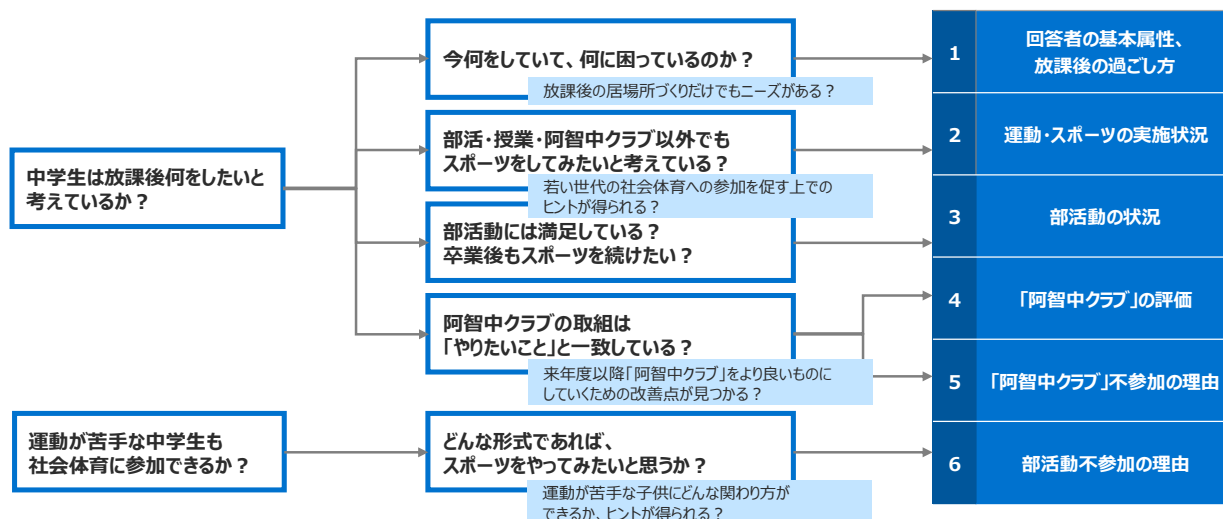 中学生は放課後何をしたいと
考えているか？
運動が苦手な中学生も
社会体育に参加できるか？
今何をしていて、何に困っているのか？
放課後の居場所づくりだけでもニーズがある？
部活・授業・阿智中クラブ以外でも
スポーツをしてみたいと考えている？
若い世代の社会体育への参加を促す上での
ヒントが得られる？
部活動には満足している？
卒業後もスポーツを続けたい？
阿智中クラブの取組は
「やりたいこと」と一致している？
来年度以降「阿智中クラブ」をより良いものに
していくための改善点が見つかる？
どんな形式であれば、
スポーツをやってみたいと思うか？
運動が苦手な子供にどんな関わり方が
できるか、ヒントが得られる？
1
回答者の基本属性、
放課後の過ごし方
2
運動・スポーツの実施状況
3
部活動の状況
4
「阿智中クラブ」の評価
5
「阿智中クラブ」不参加の理由
6
部活動不参加の理由